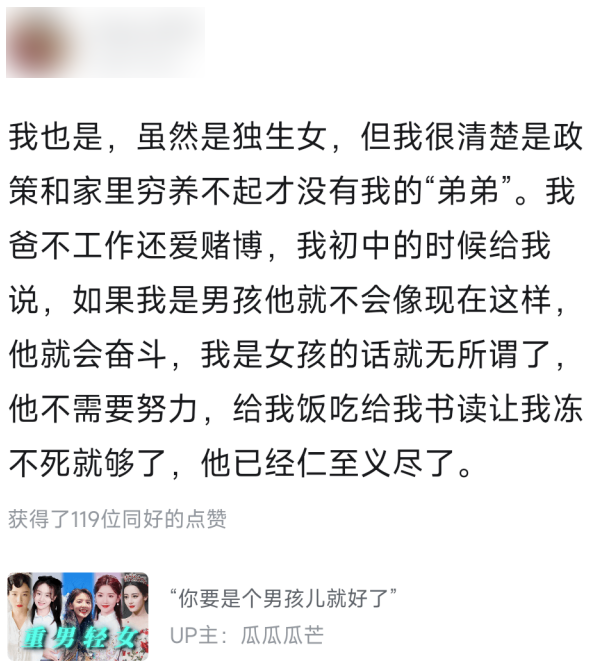 我也是，虽然是独生女，但我很清楚是政
策和家里穷养不起才没有我的“弟弟”。我
爸不工作还爱赌博，我初中的时候给我
说，如果我是男孩他就不会像现在这样，
他就会奋斗，我是女孩的话就无所谓了，
他不需要努力，给我饭吃给我书读让我冻
不死就够了，他已经仁至义尽了。
获得了119位同好的点赞
“你要是个男孩儿就好了”
重男轻女
UP主：瓜瓜瓜芒